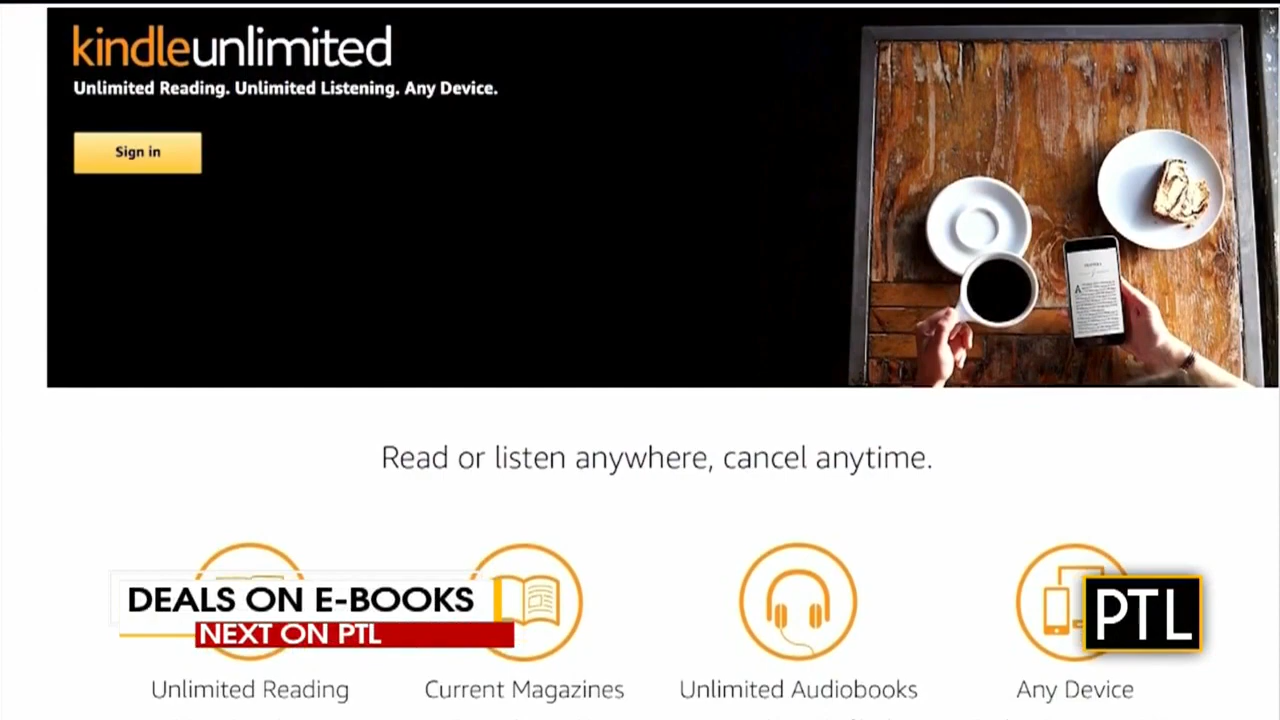 kindleunlimited
Unlimited Reading. Unlimited Listening. Any Device.
Sign in
Read or listen anywhere, cancel anytime.
DEALS ON E-BOOKS
NEXT ON PTL
PTL
Unlimited Reading
Current Magazines
Unlimited Audiobooks
Any Device